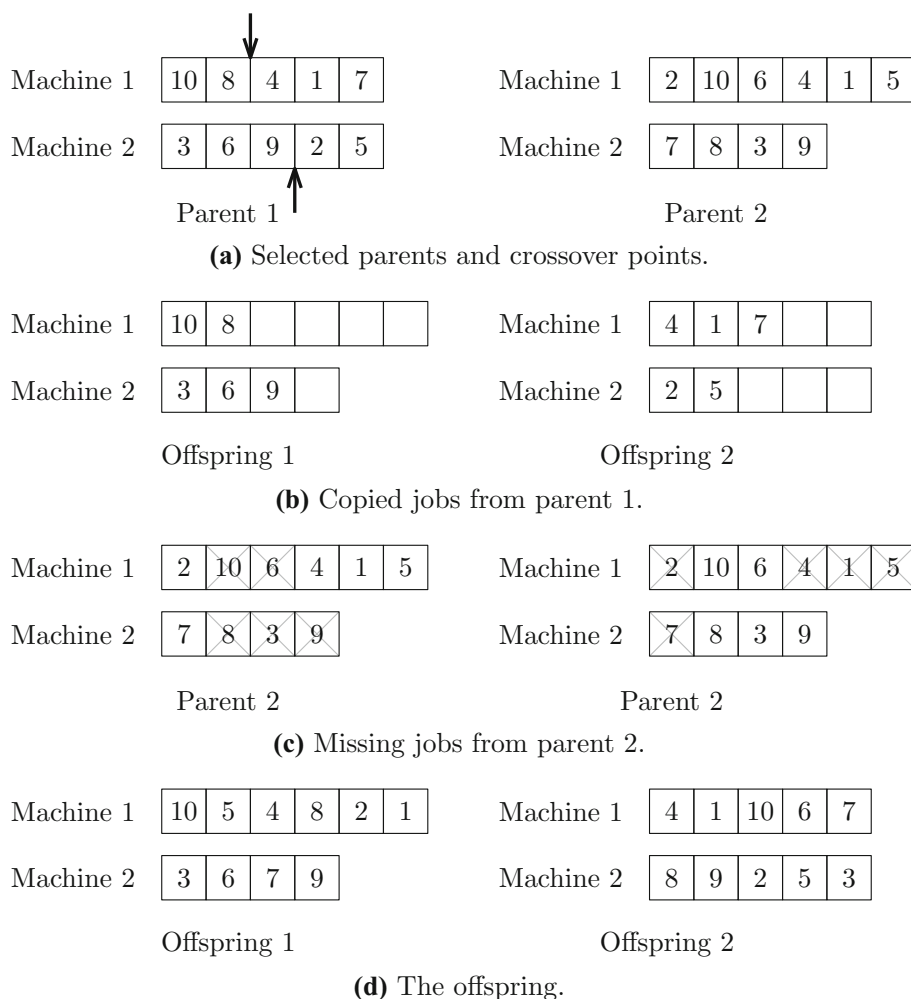 Machine 1 10 8 4 1 7 Machine 1 2 10 6 4 1 5
Machine 2 3 6 9 2 5 Machine 2 7 8 3 9
Parent 1 Parent 2
(a) Selected parents and crossover points.
Machine 1 10 8 Machine 1 4 1 7
Machine 2 3 6 9 Machine 2 2 5
Offspring 1 Offspring 2
(b) Copied jobs from parent 1.
Machine 1 2 10 6 4 1 5 Machine 1 2 10 6 4 1 5
Machine 2 7 8 3 9 Machine 2 7 8 3 9
Parent 2 Parent 2
(c) Missing jobs from parent 2.
Machine 1 10 5 4 8 2 1 Machine 1 4 1 10 6 7
Machine 2 3 6 7 9 Machine 2 8 9 2 5 3
Offspring 1 Offspring 2
(d) The offspring.